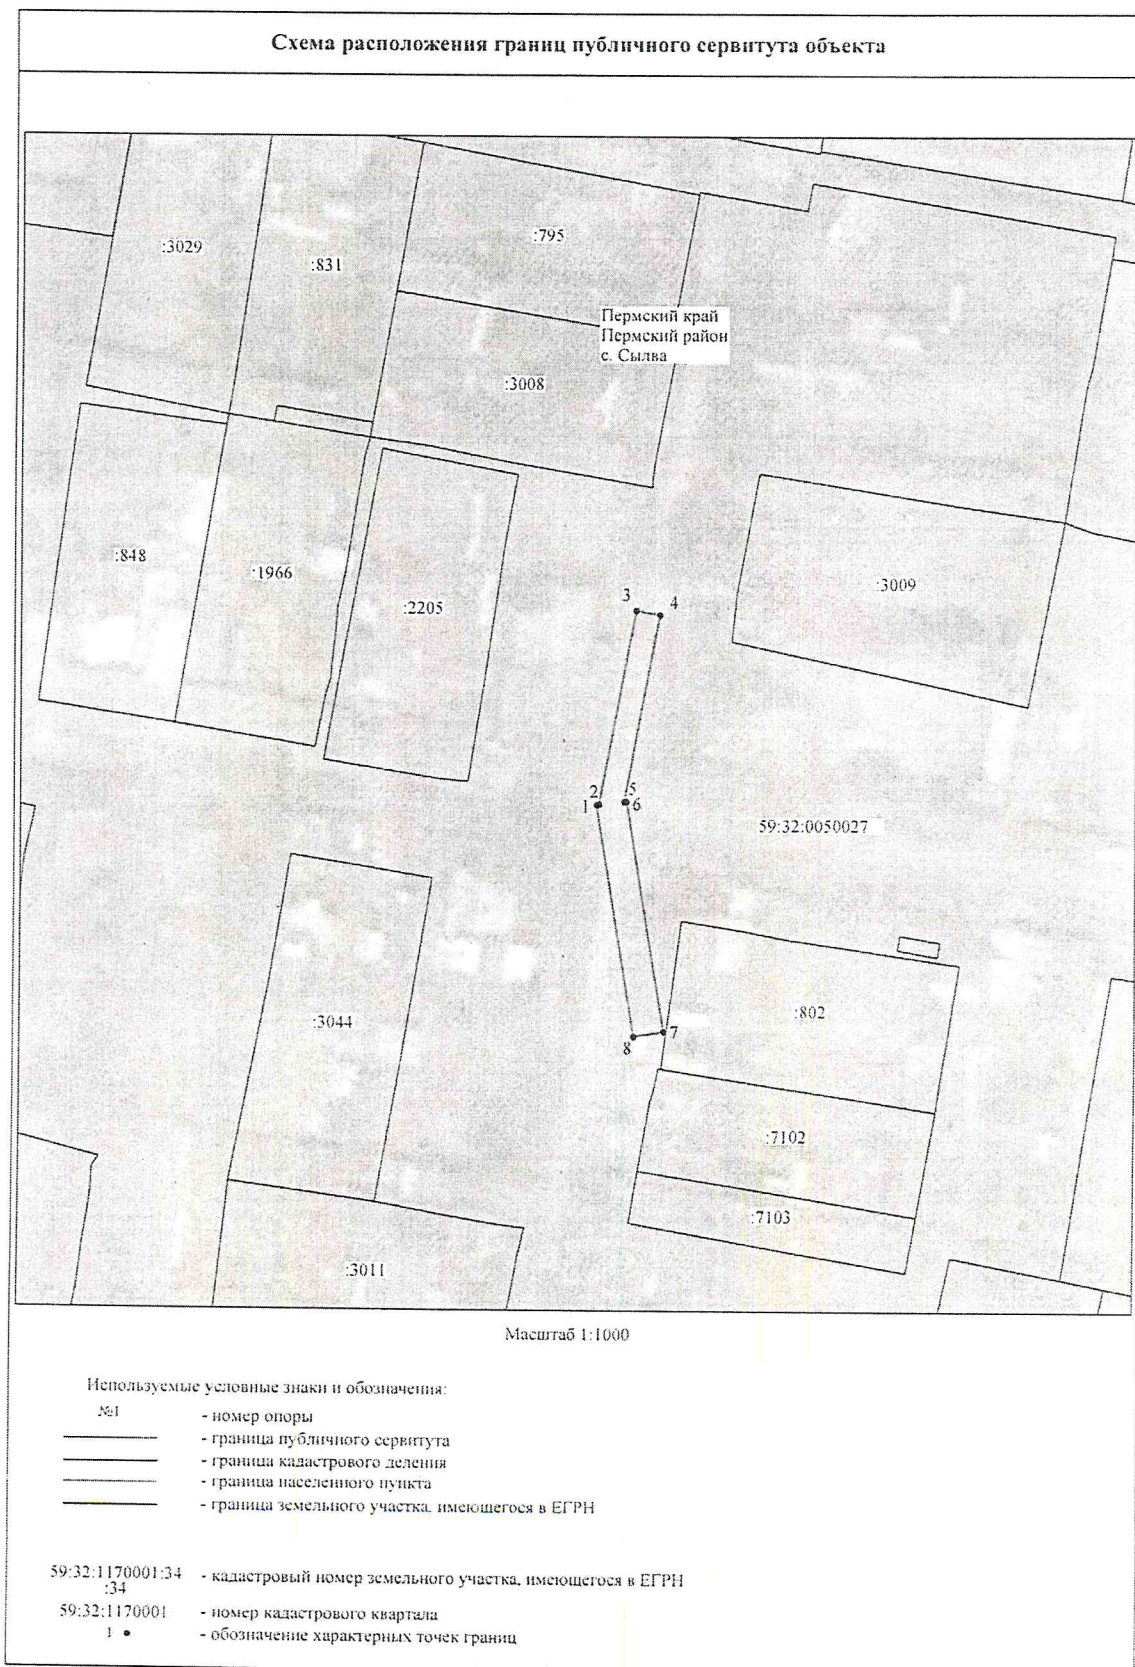 Схема расположения границ публичного сервитута объекта
:795
:3029
:831
Пермский край
Пермский район
с. Сылва
:3008
:848
:1966
:3009
:2205
3
4
2
5
1
6
59:32:0050027
:802
:3044
7
8
:7102
:7103
:3011
Масштаб 1:1000
Используемые условные знаки и обозначения:
№1 - номер опоры
- граница публичного сервитута
- граница кадастрового деления
- граница населенного пункта
- граница земельного участка, имеющегося в ЕГРН
59:32:1170001:34 - кадастровый номер земельного участка, имеющегося в ЕГРН
:34
59:32:1170001 - номер кадастрового квартала
1 - обозначение характерных точек границ